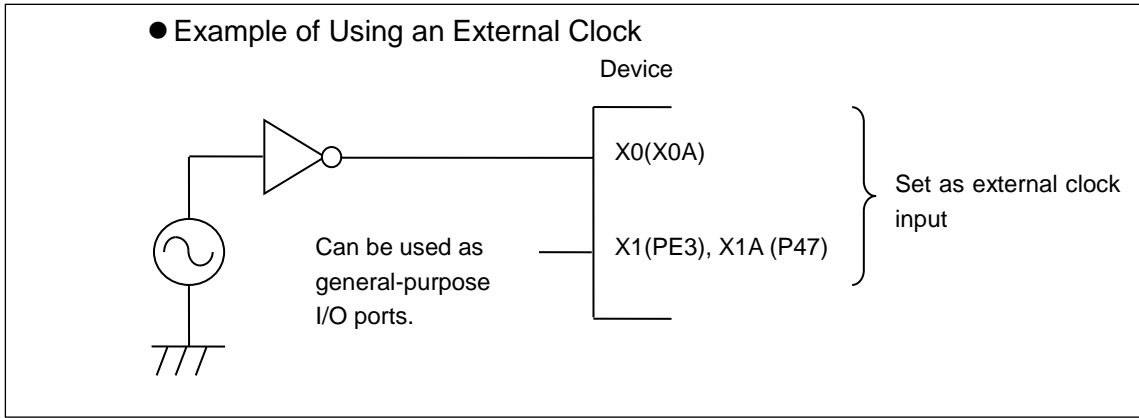 ● Example of Using an External Clock
Device
X0(X0A)
Set as external clock
input
Can be used as
general-purpose
I/O ports.
X1(PE3), X1A (P47)